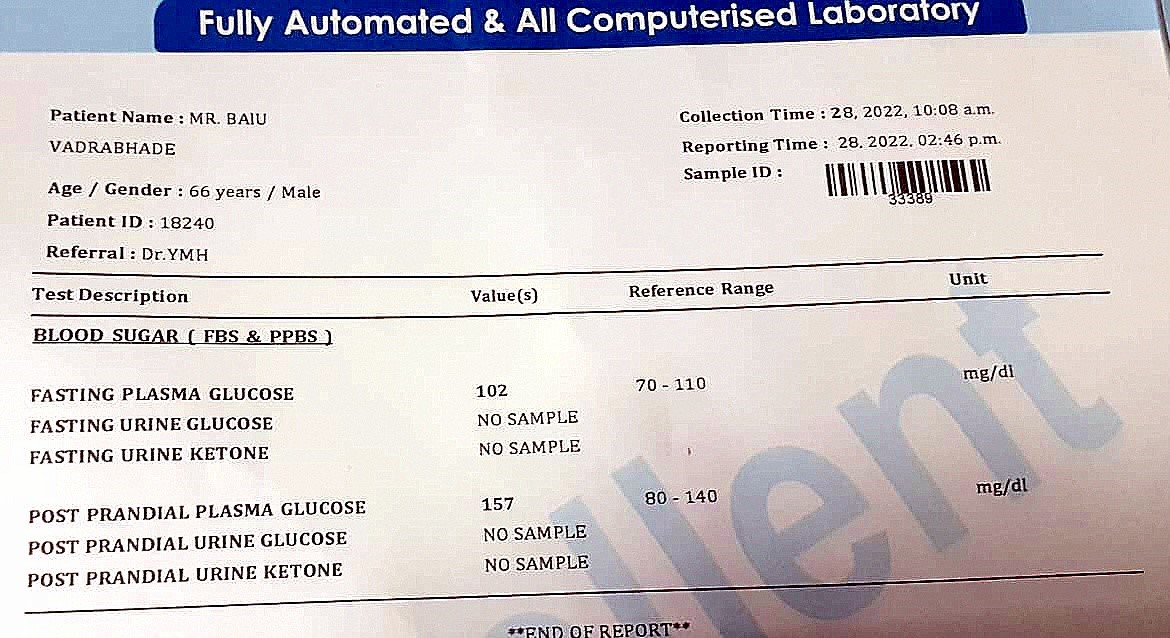 Fully Automated & All Computerised Laboratory
Patient Name : MR. BAIU
VADRABHADE
Age / Gender : 66 years / Male
Patient ID : 18240
Referral : Dr.YMH
Collection Time : 28, 2022, 10:08 a.m.
Reporting Time : 28, 2022, 02:46 p.m.
Sample ID :
33389
Test Description Value(s) Reference Range Unit
BLOOD SUGAR ( FBS & PPBS )
FASTING PLASMA GLUCOSE 102 70 - 110 mg/dl
FASTING URINE GLUCOSE NO SAMPLE
FASTING URINE KETONE NO SAMPLE
POST PRANDIAL PLASMA GLUCOSE 157 80 - 140 mg/dl
POST PRANDIAL URINE GLUCOSE NO SAMPLE
POST PRANDIAL URINE KETONE NO SAMPLE
**END OF REPORT**